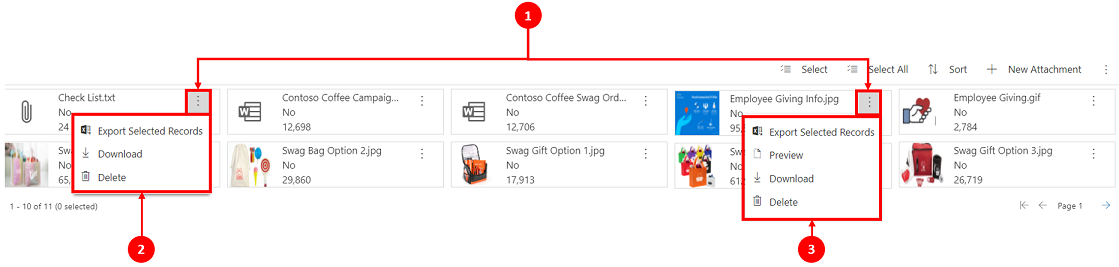 1
Select
Select All
Sort
New Attachment
Check List.txt
No
24
Contoso Coffee Campaig...
No
12,698
Contoso Coffee Swag Ord...
No
12,706
Employee Giving Info.jpg
No
95,
Employee Giving.gif
No
2,784
Export Selected Records
Download
Delete
Export Selected Records
Preview
Download
Delete
Swa
No
65,
Swag Bag Option 2.jpg
No
29,860
Swag Gift Option 1.jpg
No
17,913
Sw
No
612
Swag Gift Option 3.jpg
No
26,719
1 - 10 of 11 (0 selected)
Page 1
2
3